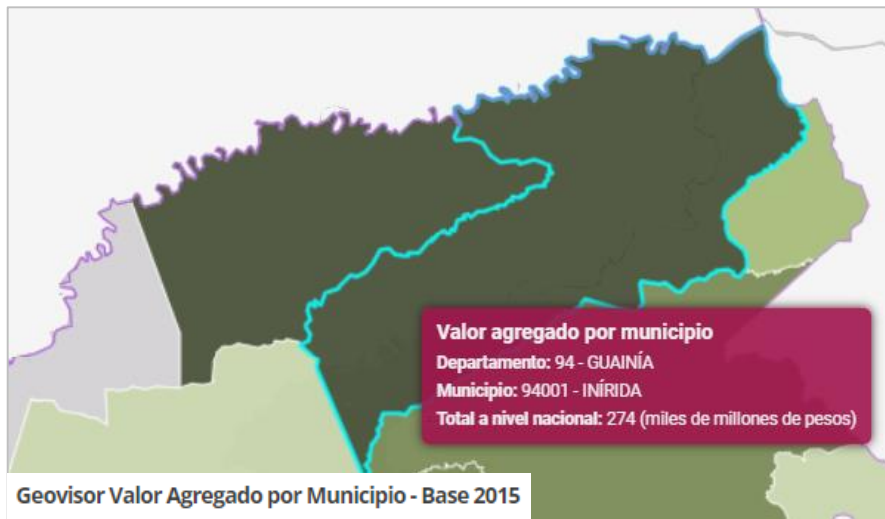 Valor agregado por municipio
Departamento: 94 - GUAINÍA
Municipio: 94001 - INÍRIDA
Total a nivel nacional: 274 (miles de millones de pesos)
Geovisor Valor Agregado por Municipio - Base 2015